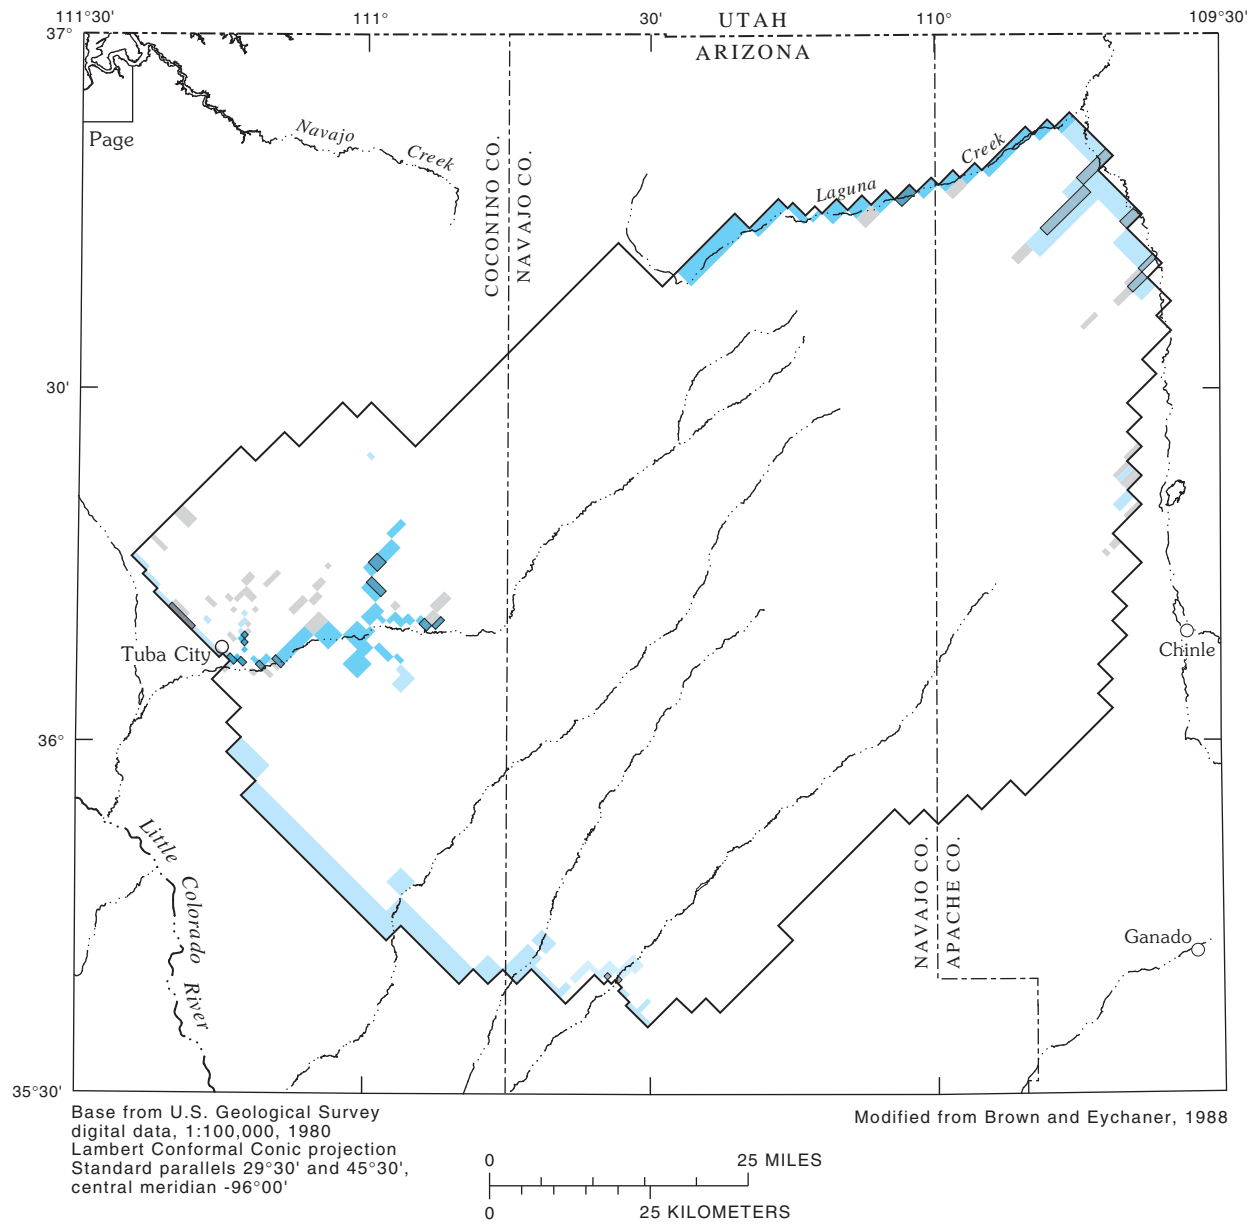 111°30'
111°
30'
UTAH
110°
109°30'
37°
ARIZONA
Page
Navajo
Creek
COCONINO CO.
NAVAJO CO.
Laguna
Creek
30'
Tuba City
Chinle
36°
Little
Colorado
River
NAVAJO CO.
APACHE CO.
Ganado
35°30'
Base from U.S. Geological Survey
digital data, 1:100,000, 1980
Lambert Conformal Conic projection
Standard parallels 29°30' and 45°30',
central meridian -96°00'
Modified from Brown and Eychaner, 1988
0
25 MILES
0
25 KILOMETERS